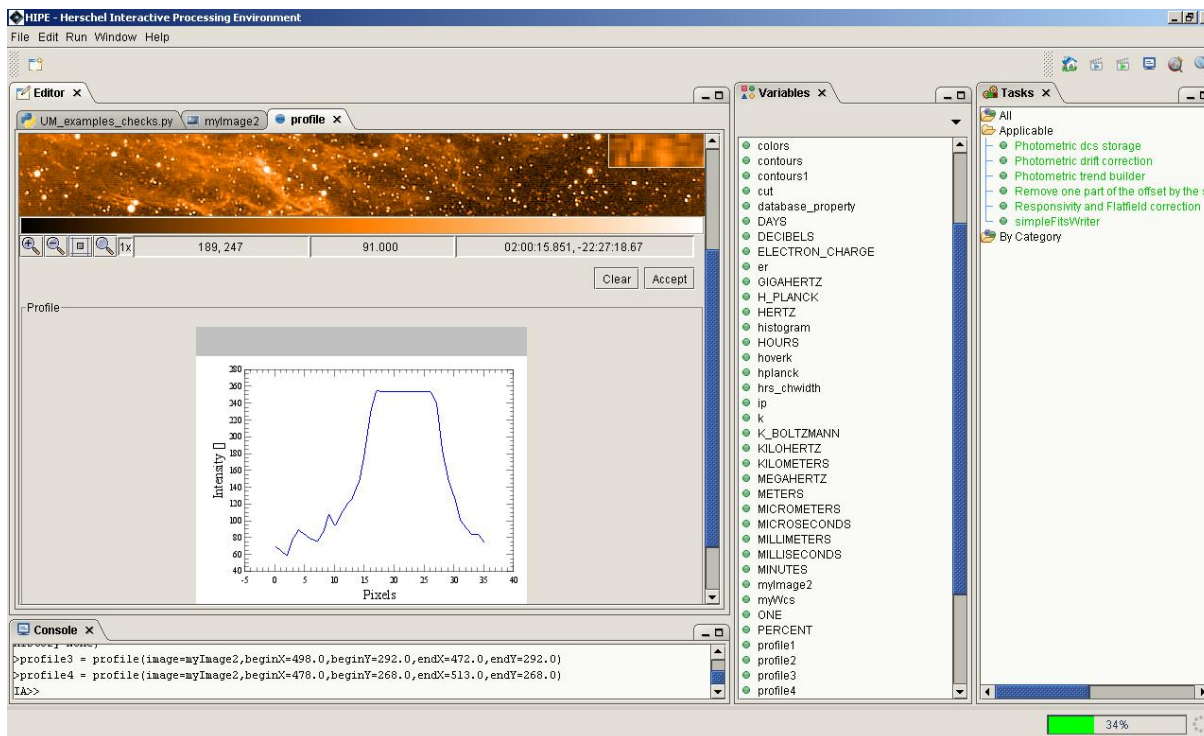 HIPE - Herschel Interactive Processing Environment
File Edit Run Window Help
Editor
UM_examples_checks.py myImage2 profile
1x 189, 247 91.000 02:00:15.851,-22:27:18.67
Clear Accept
Profile
280
260
240
220
200
180
160
140
120
100
80
60
40
Intensity []
-5 0 5 10 15 20 25 30 35 40
Pixels
Console
>profile3 = profile(image=myImage2,beginX=498.0,beginY=292.0,endX=472.0,endY=292.0)
>profile4 = profile(image=myImage2,beginX=478.0,beginY=268.0,endX=513.0,endY=268.0)
IA>>
Variables
colors
contours
contours1
cut
database_property
DAYS
DECIBELS
ELECTRON_CHARGE
er
GIGAHERTZ
H_PLANCK
HERTZ
histogram
HOURS
hoverk
hplanck
hrs_chwidth
ip
k
K_BOLTZMANN
KILOHERTZ
KILOMETERS
MEGAHERTZ
METERS
MICROMETERS
MICROSECONDS
MILLIMETERS
MILLISECONDS
MINUTES
myImage2
myWcs
ONE
PERCENT
profile1
profile2
profile3
profile4
Tasks
All
Applicable
Photometric dcs storage
Photometric drift correction
Photometric trend builder
Remove one part of the offset by the s
Responsivity and Flatfield correction
simpleFitsWriter
By Category
34%